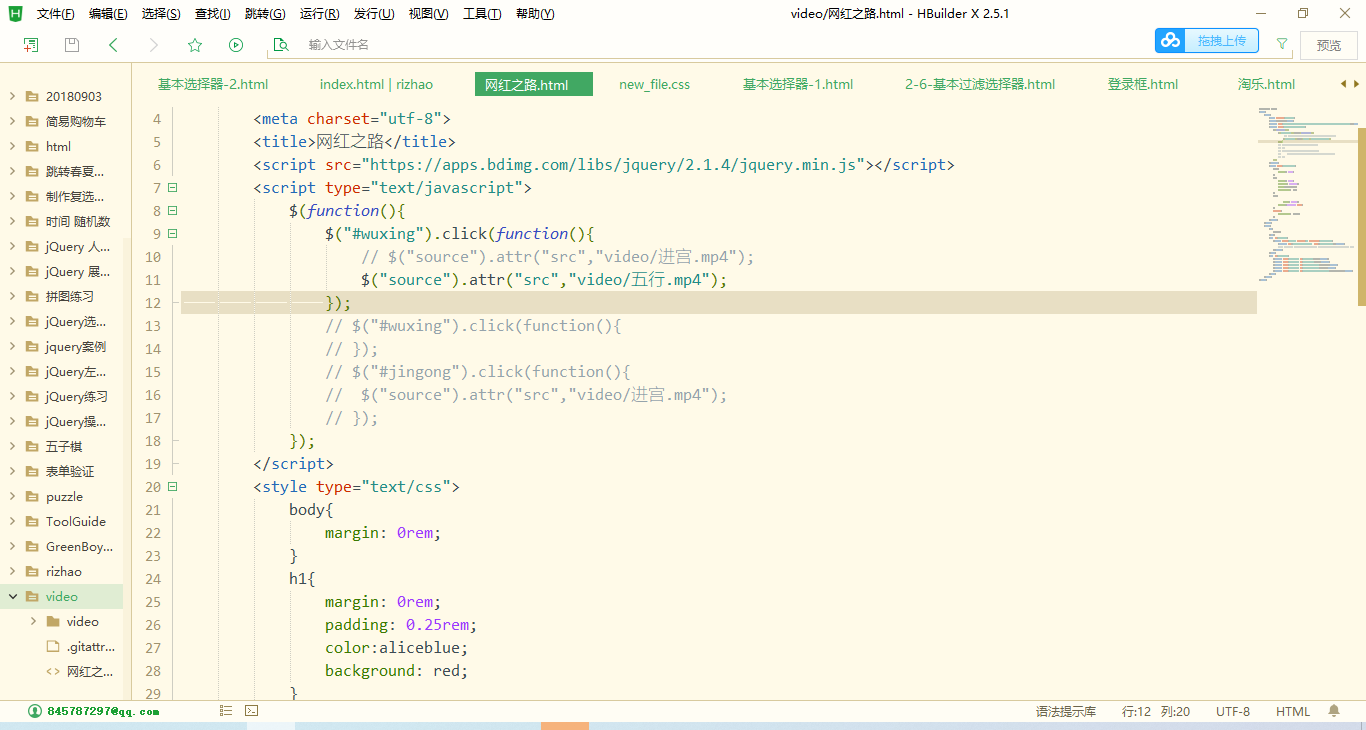 文件(F) 编辑(E) 选择(S) 查找(I) 跳转(G) 运行(R) 发行(U) 视图(V) 工具(T) 帮助(Y)
video/网红之路.html - HBuilder X 2.5.1
输入文件名
拖拽上传
预览
基本选择器-2.html
index.html | rizhao
网红之路.html
new_file.css
基本选择器-1.html
2-6-基本过滤选择器.html
登录框.html
淘乐.html
20180903
简易购物车
html
跳转春夏...
制作复选...
时间 随机数
jQuery 人...
jQuery 展...
拼图练习
jQuery选...
jquery案例
jQuery左...
jQuery练习
jQuery操...
五子棋
表单验证
puzzle
ToolGuide
GreenBoy...
rizhao
video
video
.gitattr...
网红之...
4 <meta charset="utf-8">
5 <title>网红之路</title>
6 <script src="https://apps.bdimg.com/libs/jquery/2.1.4/jquery.min.js"></script>
7 <script type="text/javascript">
8 $(function(){
9 $("#wuxing").click(function(){
10 // $("source").attr("src","video/进宫.mp4");
11 $("source").attr("src","video/五行.mp4");
12 });
13 // $("#wuxing").click(function(){
14 // });
15 // $("#jingong").click(function(){
16 //  $("source").attr("src","video/进宫.mp4");
17 // });
18 });
19 </script>
20 <style type="text/css">
21 body{
22 margin: 0rem;
23 }
24 h1{
25 margin: 0rem;
26 padding: 0.25rem;
27 color:aliceblue;
28 background: red;
29 }
845787297@qq.com
语法提示库 行:12 列:20 UTF-8 HTML